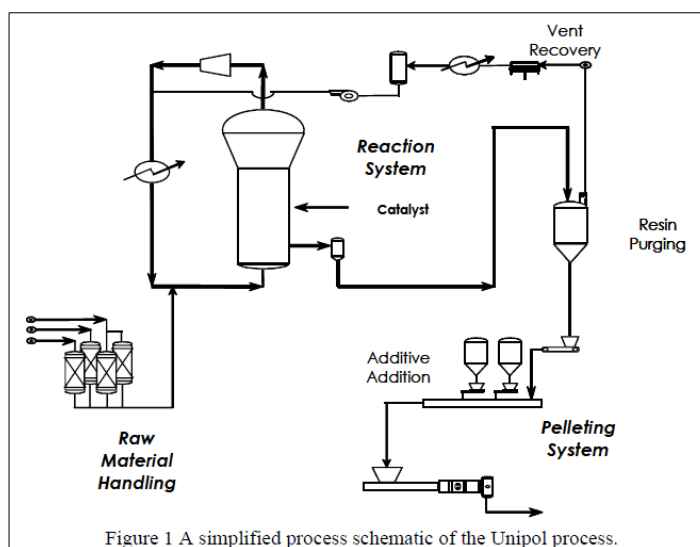 Vent
Recovery
Reaction
System
Catalyst
Resin
Purging
Additive
Addition
Raw
Material
Handling
Pelleting
System
Figure 1 A simplified process schematic of the Unipol process.